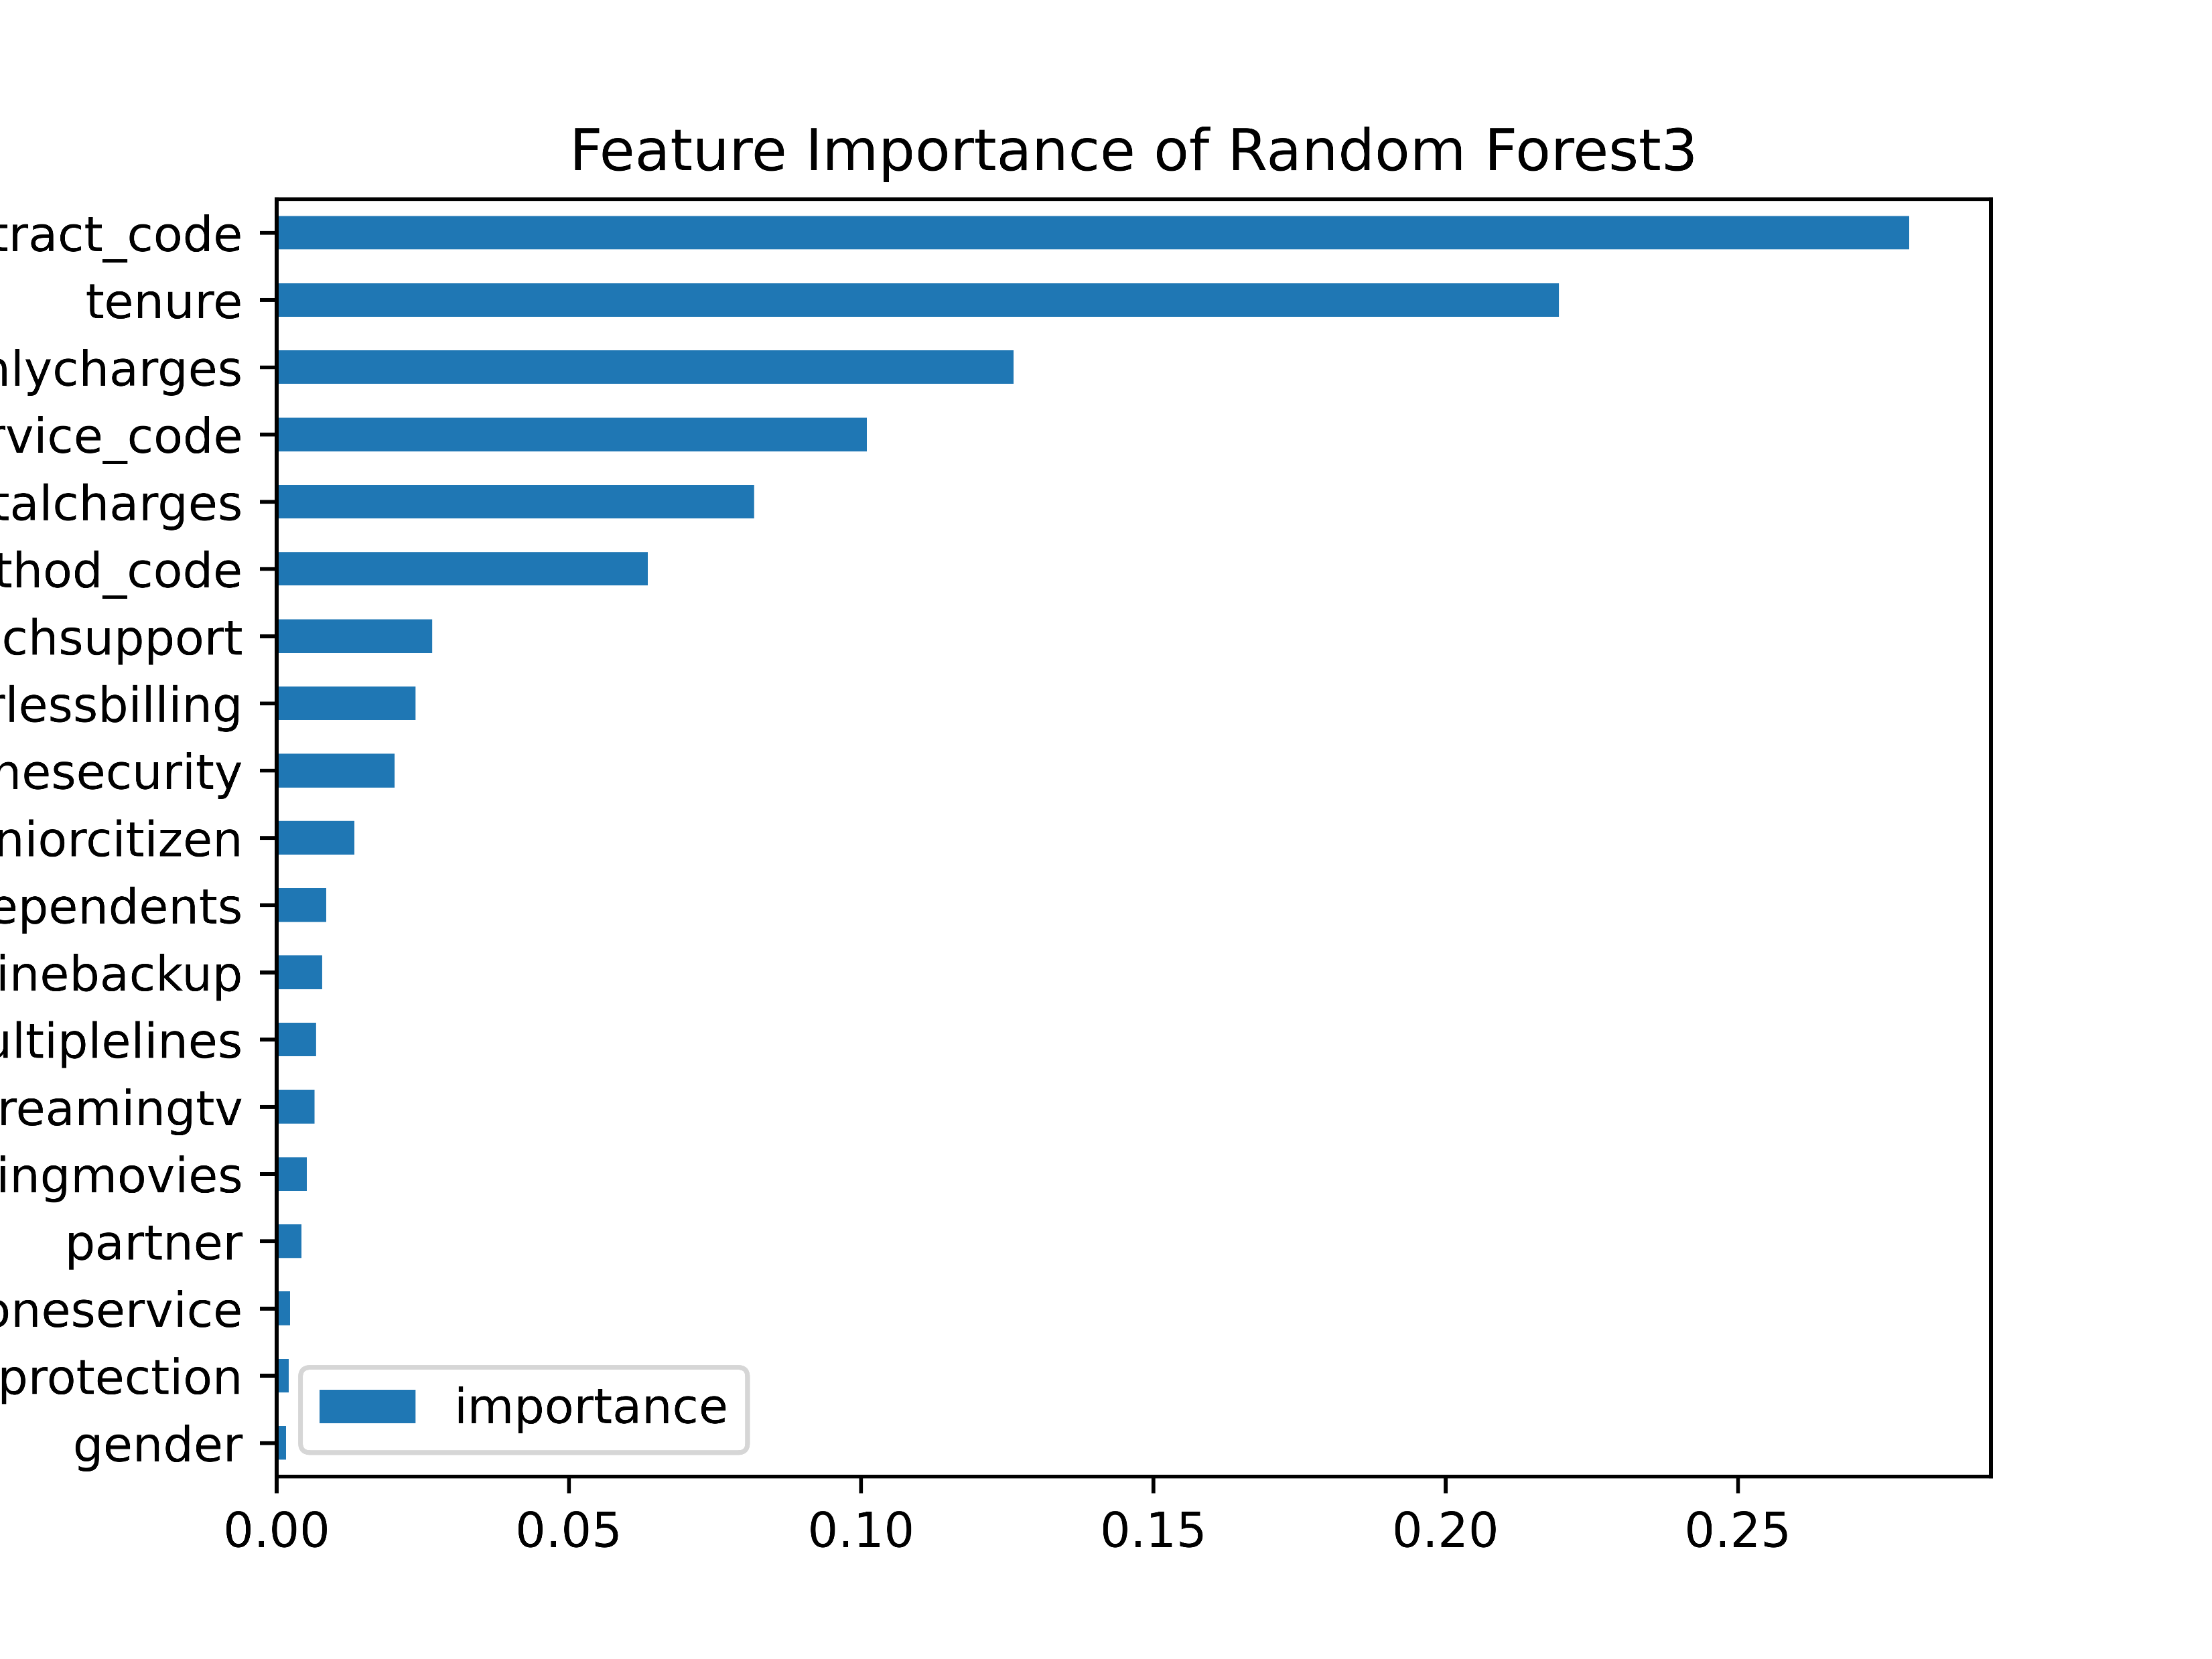 Feature Importance of Random Forest3
tract_code
tenure
nlycharges
rvice_code
talcharges
thod_code
chsupport
rlessbilling
nesecurity
niorcitizen
ependents
inebackup
ultiplelines
reamingtv
ingmovies
partner
oneservice
protection
gender
importance
0.00 0.05 0.10 0.15 0.20 0.25